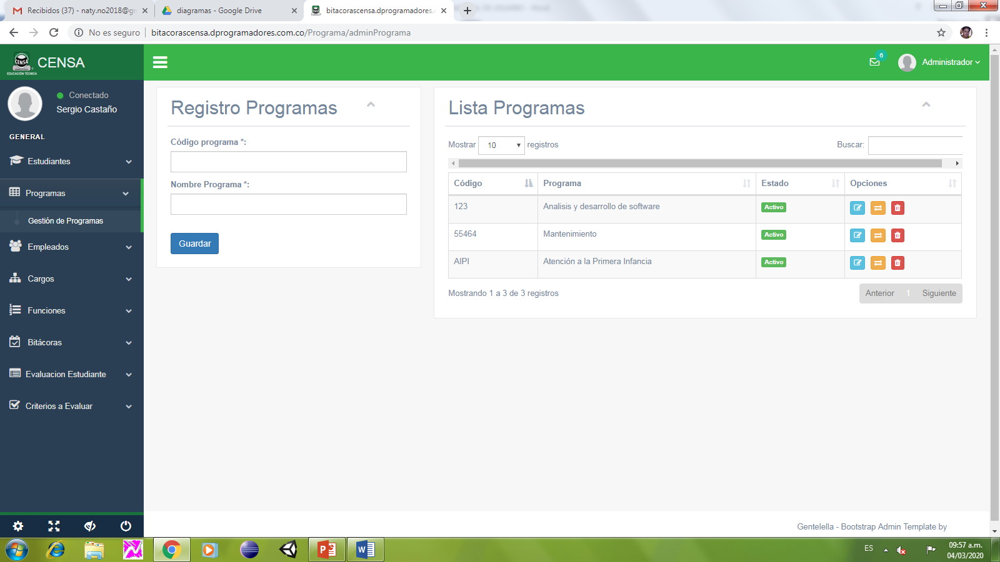 Recibidos (37) - naty.no2018@gm
diagramas - Google Drive
bitacorascensa.dprogramadores.
No es seguro
bitacorascensa.dprogramadores.com.co/Programa/adminPrograma
CENSA
EDUCACIÓN TÉCNICA
CENSA
6
Administrador
Conectado
Sergio Castaño
GENERAL
Estudiantes
Programas
Gestión de Programas
Empleados
Cargos
Funciones
Bitácoras
Evaluacion Estudiante
Criterios a Evaluar
Registro Programas
Código programa *:
Nombre Programa *:
Guardar
Lista Programas
Mostrar 10 registros
Buscar:
Código Programa Estado Opciones
123 Analisis y desarrollo de software Activo
55464 Mantenimiento Activo
AIPI Atención a la Primera Infancia Activo
Mostrando 1 a 3 de 3 registros
Anterior 1 Siguiente
Gentelella - Bootstrap Admin Template by
ES
09:57 a.m.
04/03/2020